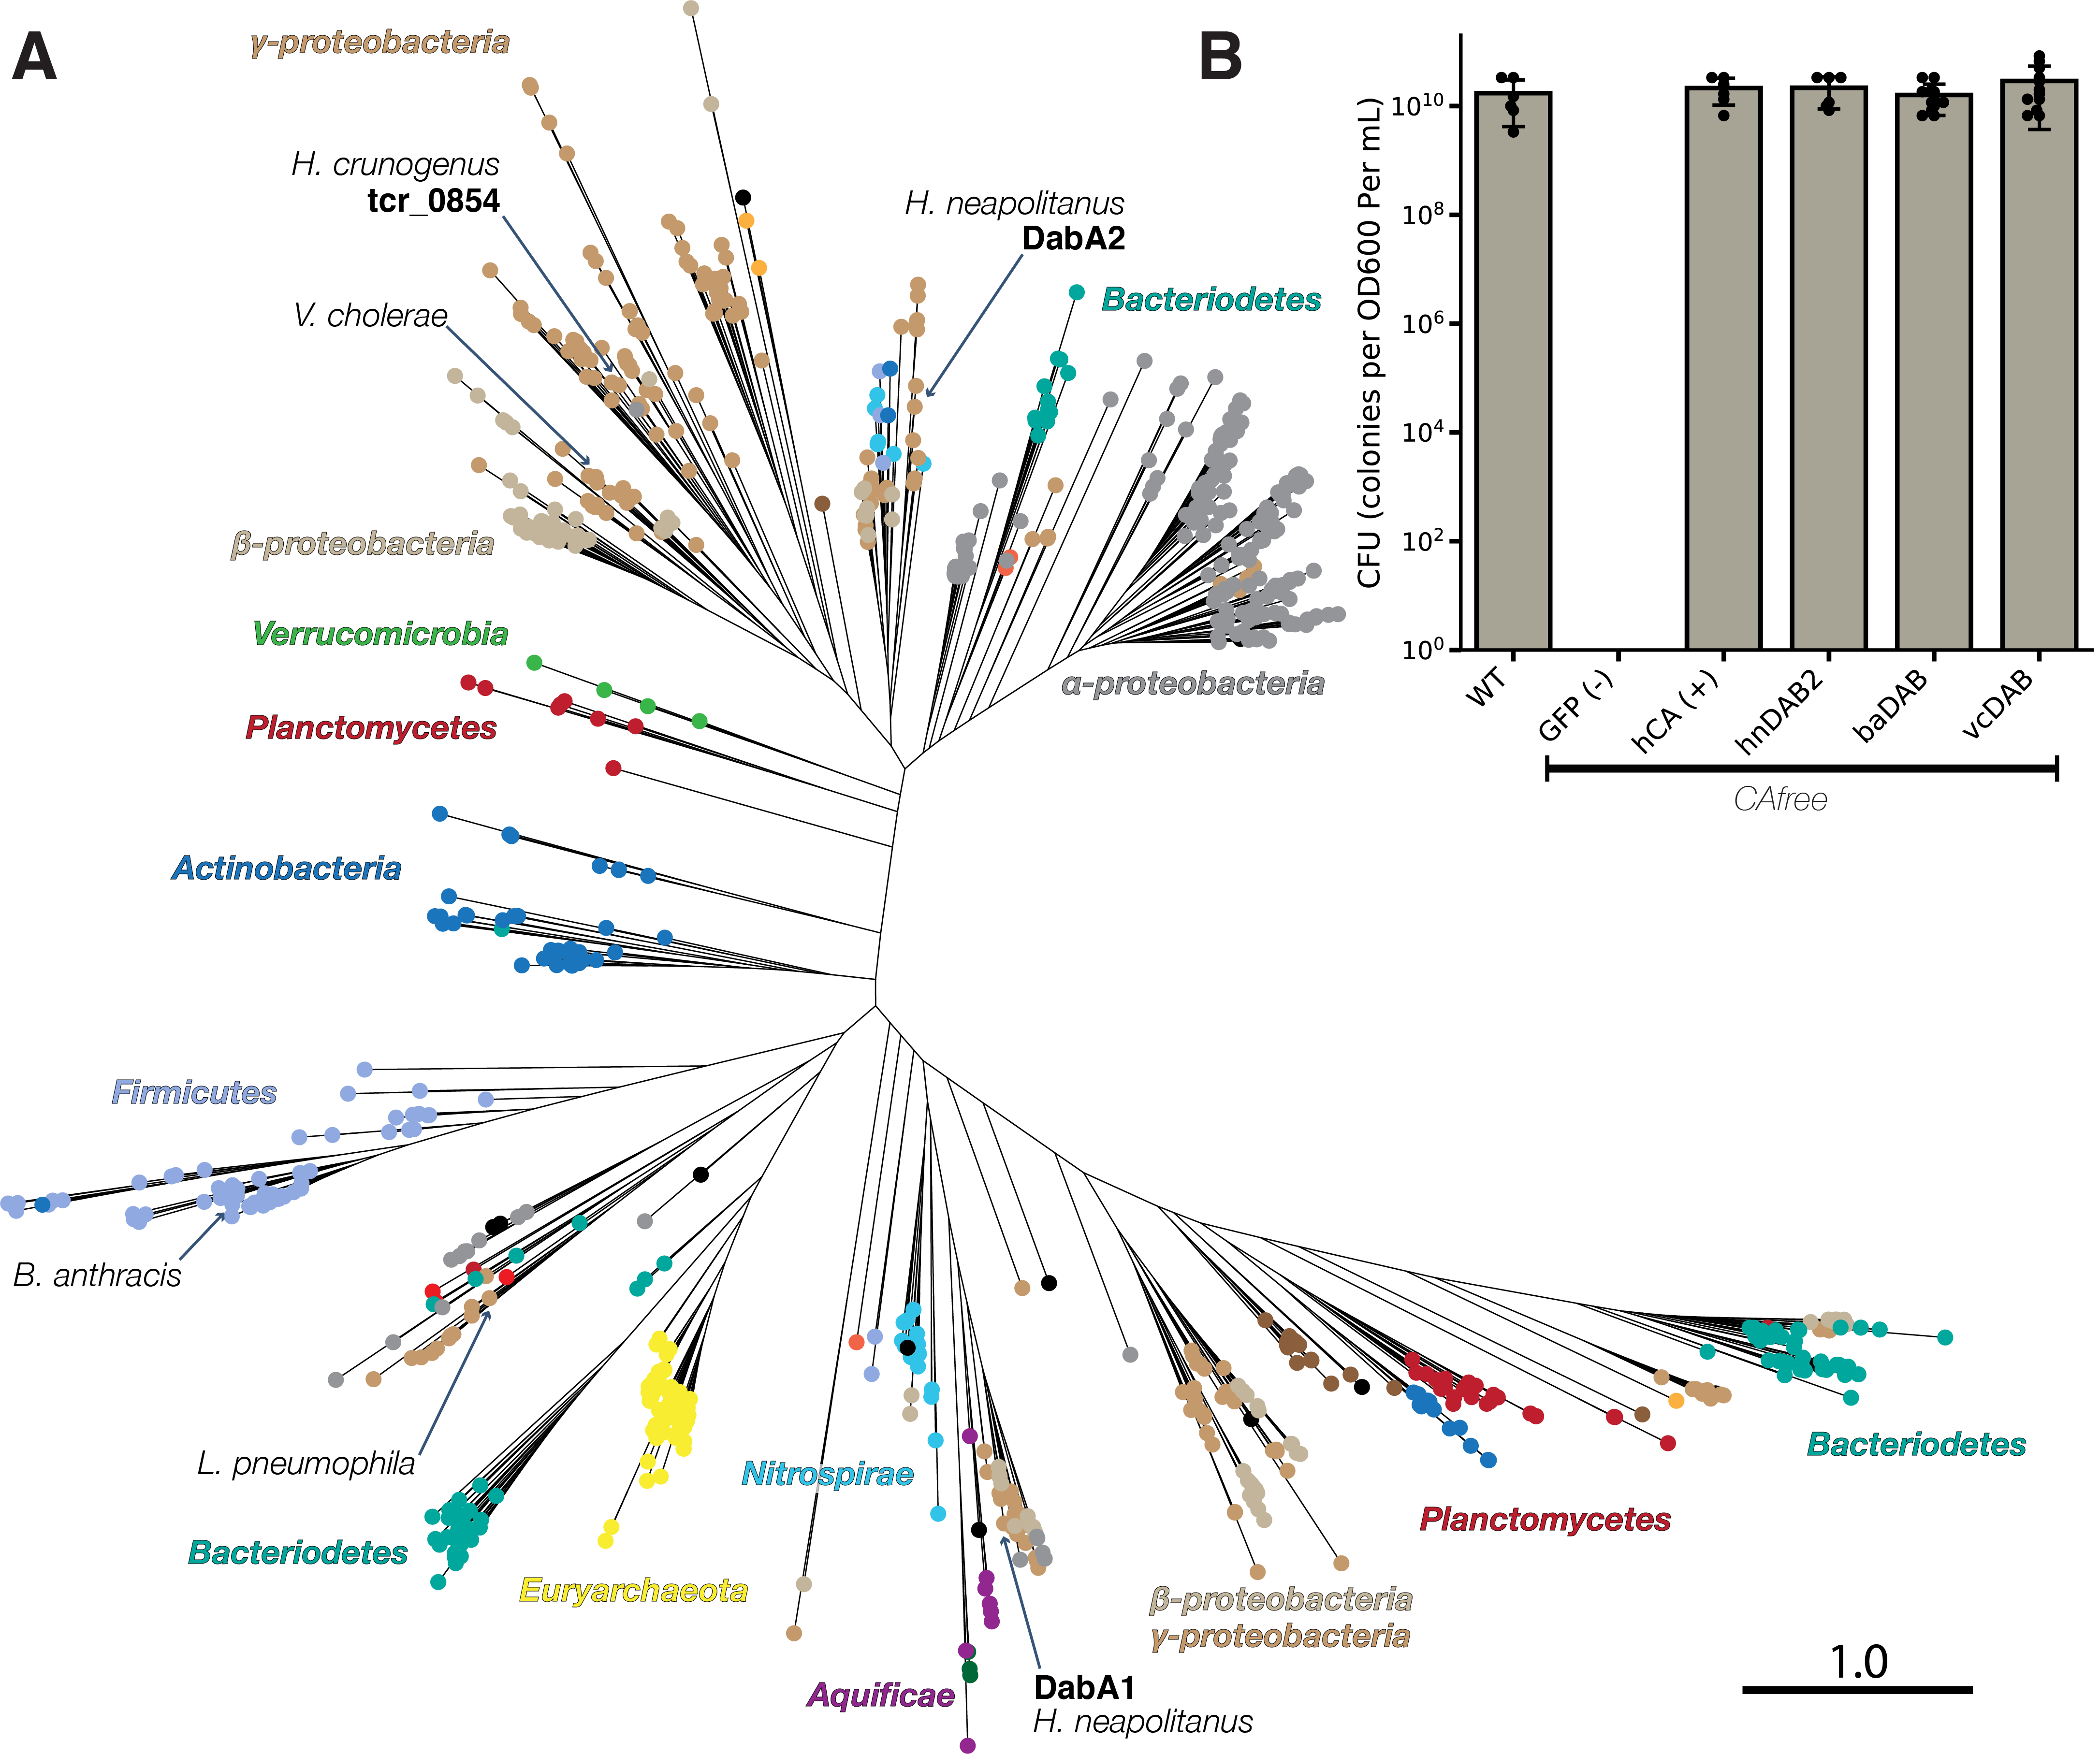 A
γ-proteobacteria
H. crunogenus
tcr_0854
V. cholerae
β-proteobacteria
Verrucomicrobia
Planctomycetes
Actinobacteria
Firmicutes
B. anthracis
L. pneumophila
Bacteriodetes
Euryarchaeota
Nitrospirae
Aquificae
DabA1
H. neapolitanus
β-proteobacteria
γ-proteobacteria
Planctomycetes
Bacteriodetes
1.0
H. neapolitanus
DabA2
Bacteriodetes
α-proteobacteria
B
CFU (colonies per OD600 Per mL)
10¹⁰
10⁸
10⁶
10⁴
10²
10⁰
WT
GFP (-)
hCA (+)
hnDAB2
baDAB
vcDAB
CAfree